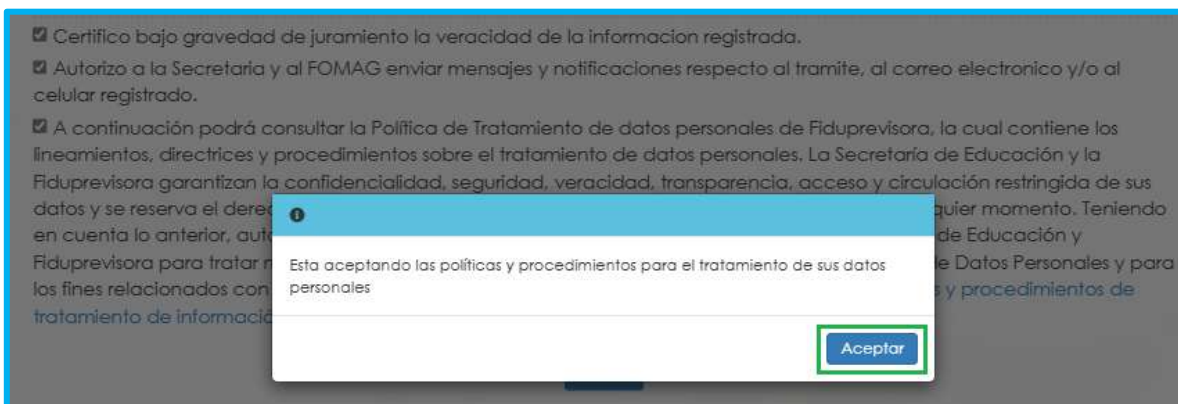 Certifico bajo gravedad de juramento la veracidad de la informacion registrada.
Autorizo a la Secretaria y al FOMAG enviar mensajes y notificaciones respecto al tramite, al correo electronico y/o al
celular registrado.
A continuación podrá consultar la Política de Tratamiento de datos personales de Fiduprevisora, la cual contiene los
lineamientos, directrices y procedimientos sobre el tratamiento de datos personales. La Secretaría de Educación y la
Fiduprevisora garantizan la confidencialidad, seguridad, veracidad, transparencia, acceso y circulación restringida de sus
datos y se reserva el momento. Teniendo
en cuenta lo anterior, de Educación y
Fiduprevisora para tratar de Datos Personales y para
los fines relacionados con y procedimientos de
tratamiento de
Esta aceptando las políticas y procedimientos para el tratamiento de sus datos
personales
Aceptar